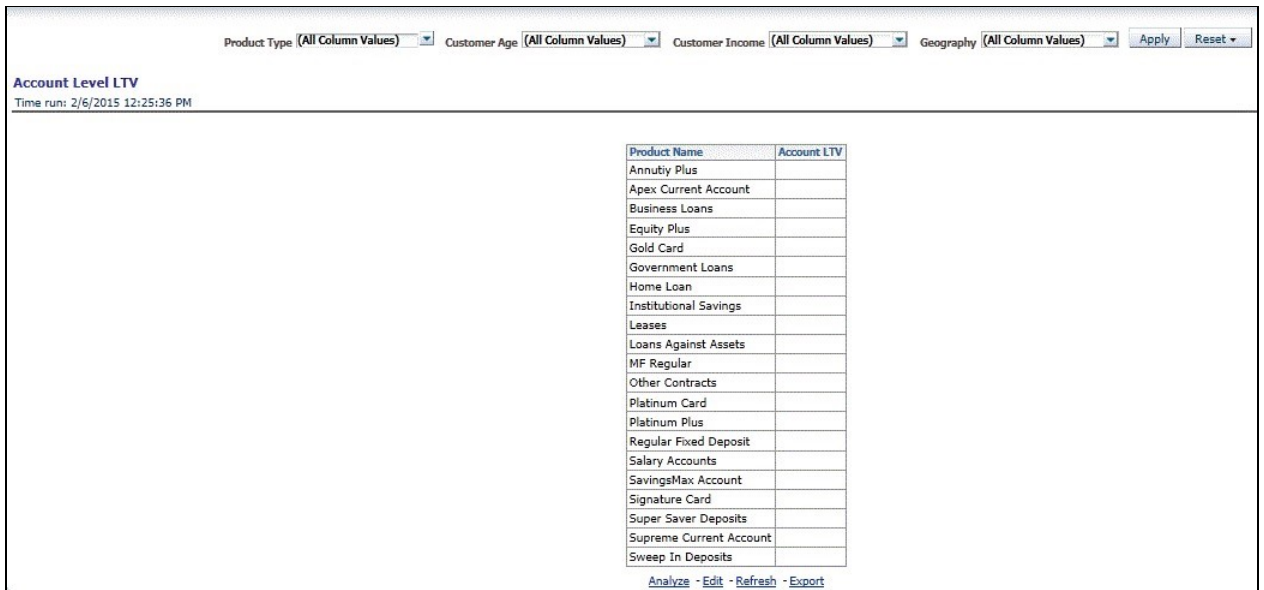 Product Type (All Column Values) Customer Age (All Column Values) Customer Income (All Column Values) Geography (All Column Values) Apply Reset
Account Level LTV
Time run: 2/6/2015 12:25:36 PM
Product Name Account LTV
Annutiy Plus
Apex Current Account
Business Loans
Equity Plus
Gold Card
Government Loans
Home Loan
Institutional Savings
Leases
Loans Against Assets
MF Regular
Other Contracts
Platinum Card
Platinum Plus
Regular Fixed Deposit
Salary Accounts
SavingsMax Account
Signature Card
Super Saver Deposits
Supreme Current Account
Sweep In Deposits
Analyze - Edit - Refresh - Export